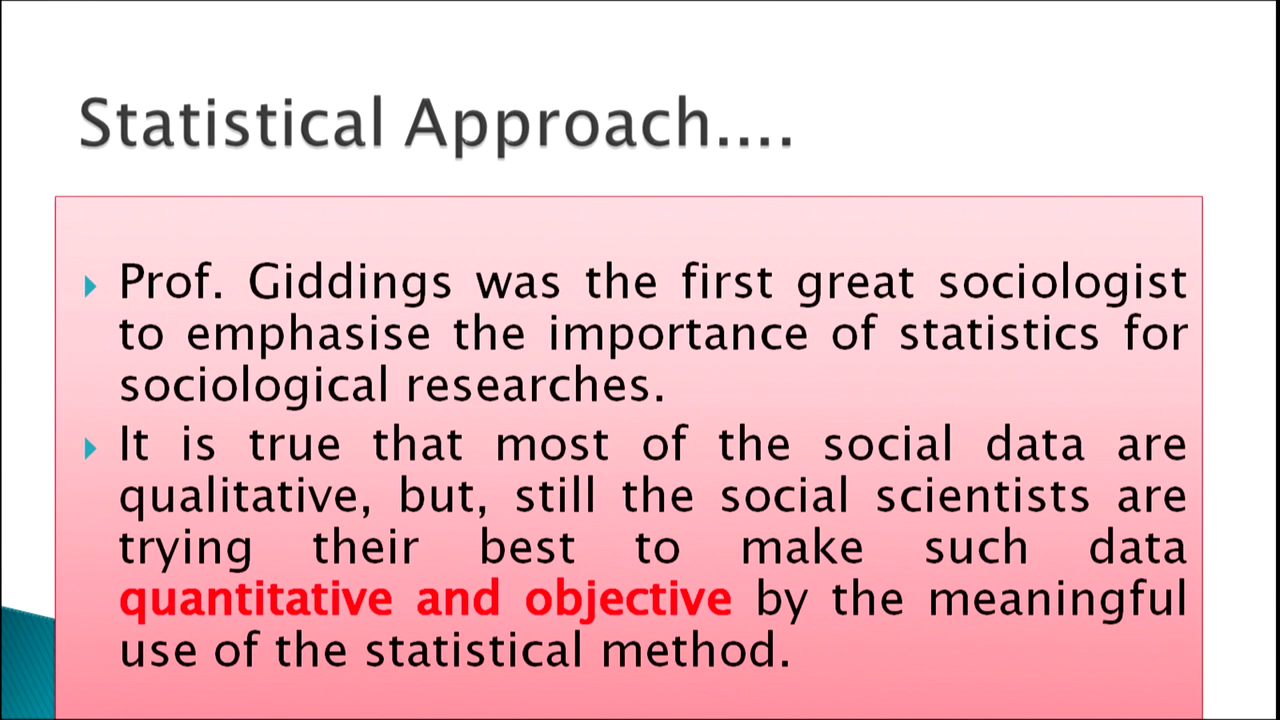 Statistical Approach....
Prof. Giddings was the first great sociologist
to emphasise the importance of statistics for
sociological researches.
It is true that most of the social data are
qualitative, but, still the social scientists are
trying their best to make such data
quantitative and objective by the meaningful
use of the statistical method.